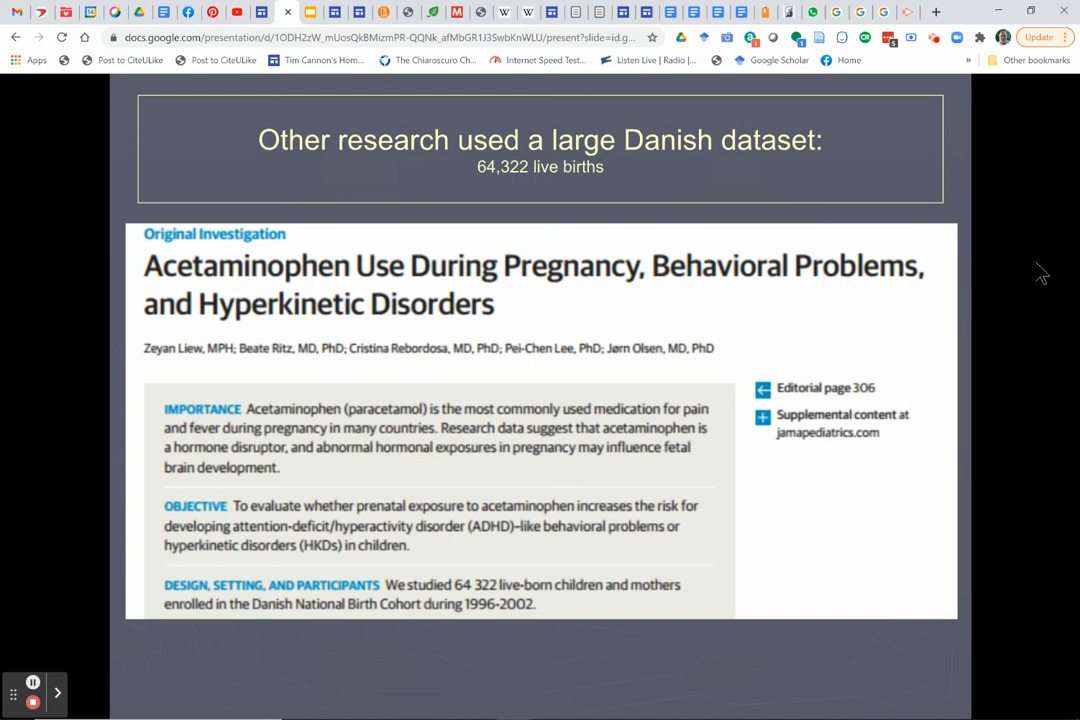 docs.google.com/presentation/d/1ODH2zW_mUosQkBMizmPR-QQNk_afMbGR1J3SwbKnWLU/present?slide=id.g...
Update
Apps
Post to CiteULike
Post to CiteULike
Tim Cannon's Hom...
The Chiaroscuro Ch...
Internet Speed Test...
Listen Live | Radio |...
Google Scholar
Home
»
Other bookmarks
Other research used a large Danish dataset:
64,322 live births
Original Investigation
Acetaminophen Use During Pregnancy, Behavioral Problems,
and Hyperkinetic Disorders
Zeyan Liew, MPH; Beate Ritz, MD, PhD; Cristina Rebordosa, MD, PhD; Pei-Chen Lee, PhD; Jørn Olsen, MD, PhD
Editorial page 306
Supplemental content at
jamapediatrics.com
IMPORTANCE Acetaminophen (paracetamol) is the most commonly used medication for pain
and fever during pregnancy in many countries. Research data suggest that acetaminophen is
a hormone disruptor, and abnormal hormonal exposures in pregnancy may influence fetal
brain development.
OBJECTIVE To evaluate whether prenatal exposure to acetaminophen increases the risk for
developing attention-deficit/hyperactivity disorder (ADHD)-like behavioral problems or
hyperkinetic disorders (HKDs) in children.
DESIGN, SETTING, AND PARTICIPANTS We studied 64 322 live-born children and mothers
enrolled in the Danish National Birth Cohort during 1996-2002.